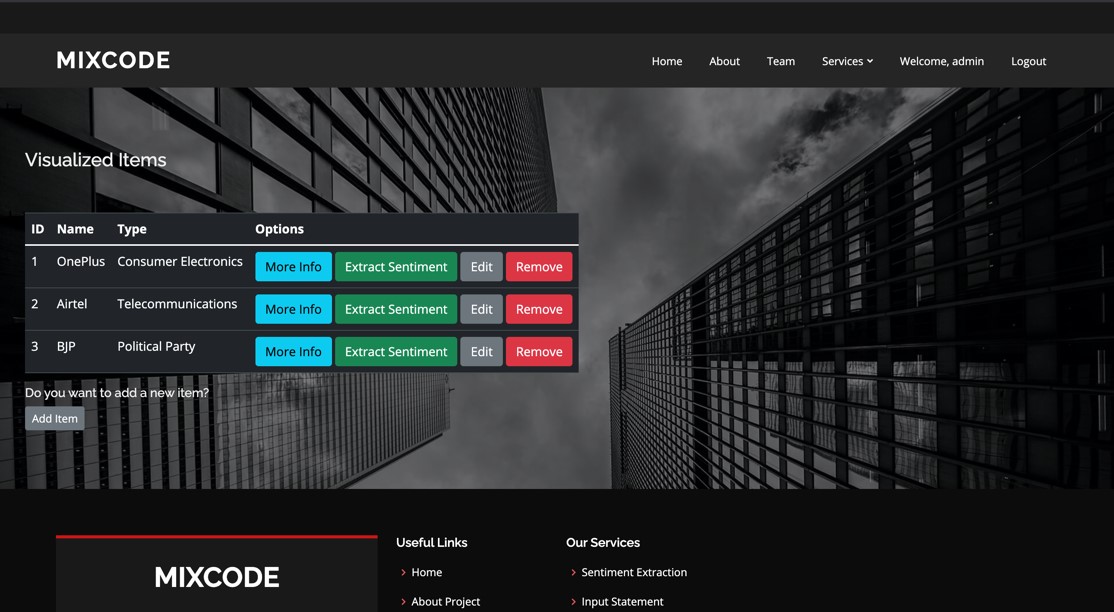 MIXCODE
Home About Team Services Welcome, admin Logout
Visualized Items
ID Name Type Options
1 OnePlus Consumer Electronics More Info Extract Sentiment Edit Remove
2 Airtel Telecommunications More Info Extract Sentiment Edit Remove
3 BJP Political Party More Info Extract Sentiment Edit Remove
Do you want to add a new item?
Add Item
MIXCODE
Useful Links
Home
About Project
Our Services
Sentiment Extraction
Input Statement